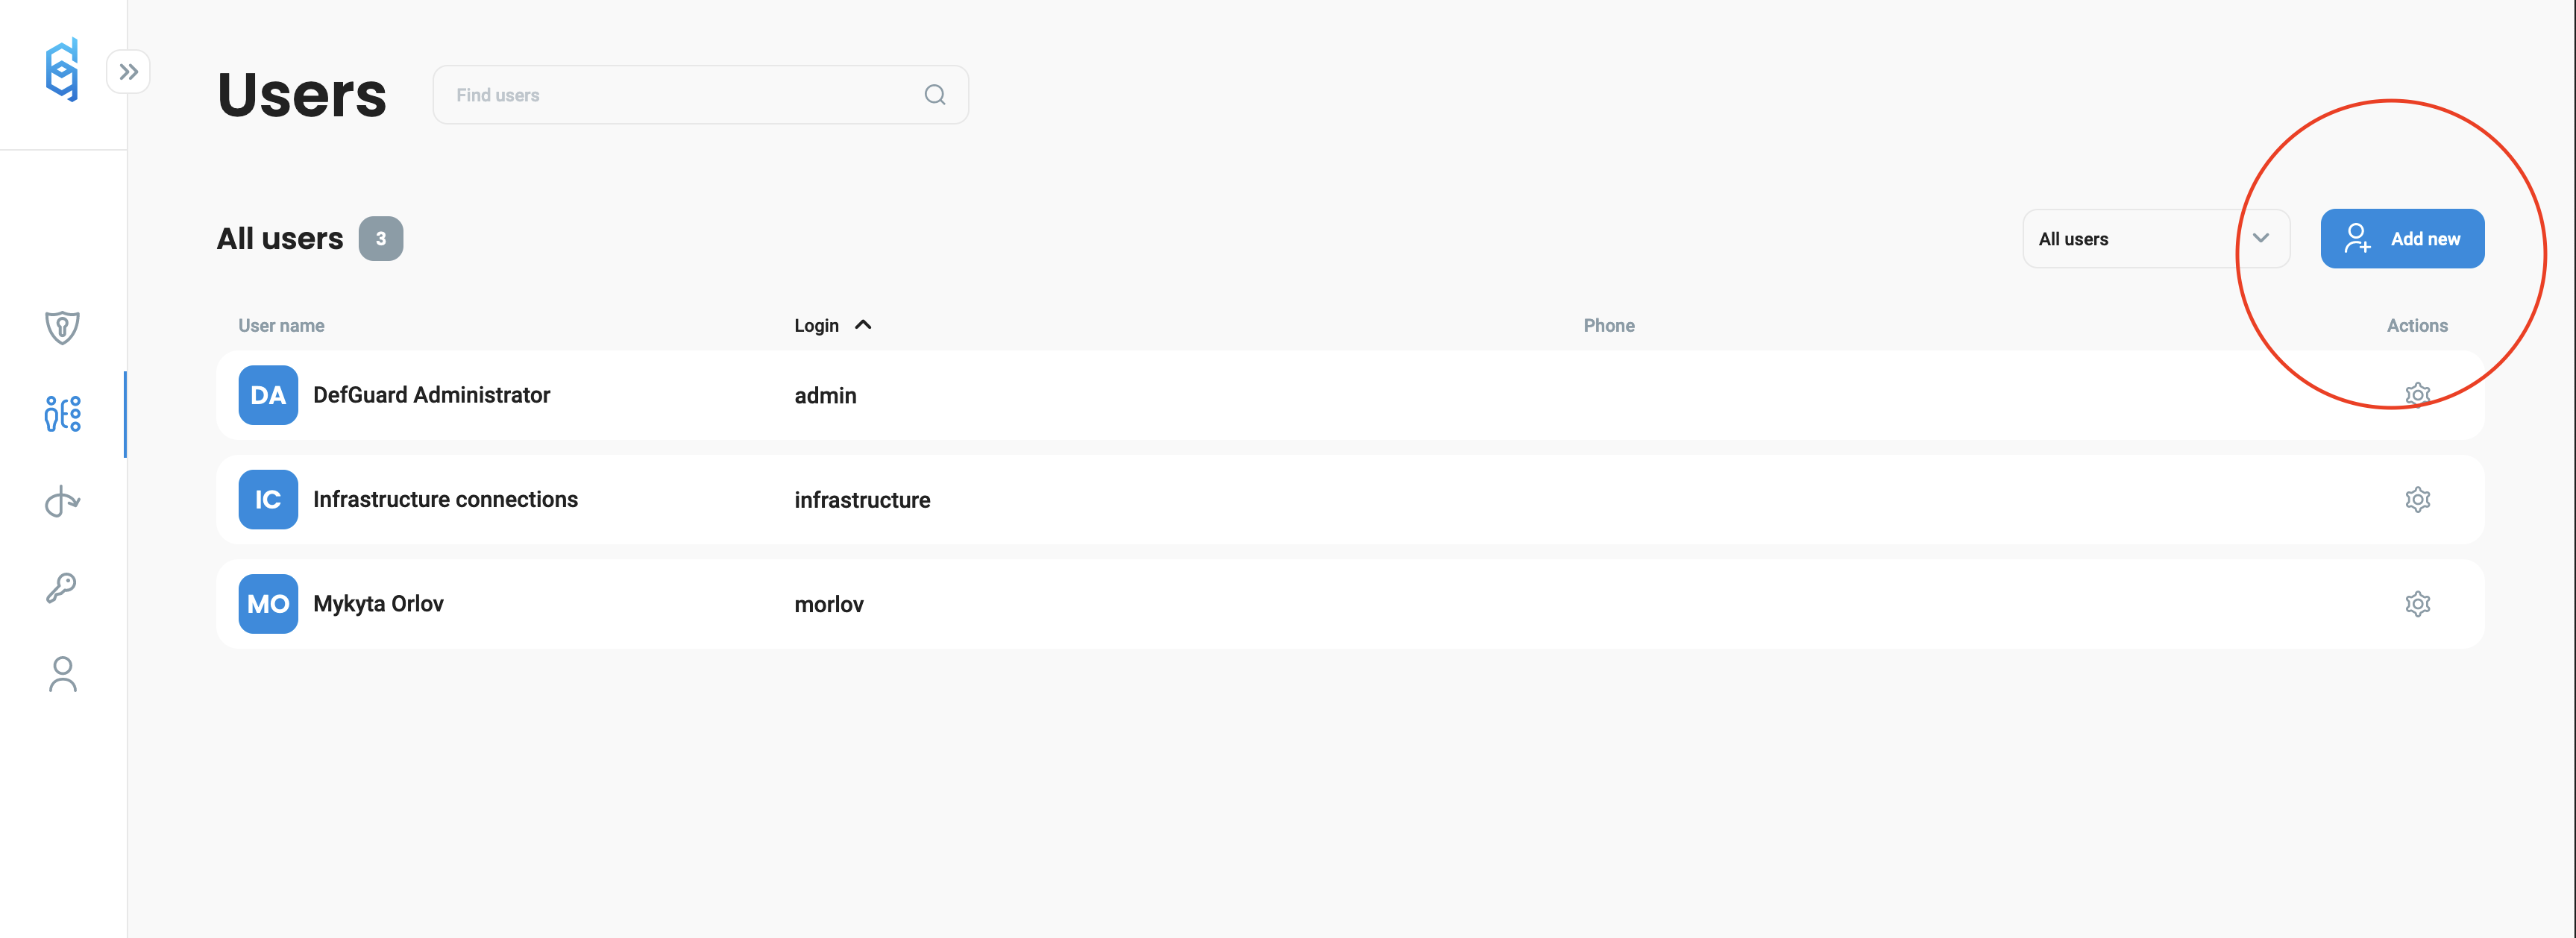 Users
Find users
All users 3
All users
Add new
User name Login Phone Actions
DA DefGuard Administrator admin
IC Infrastructure connections infrastructure
MO Mykyta Orlov morlov